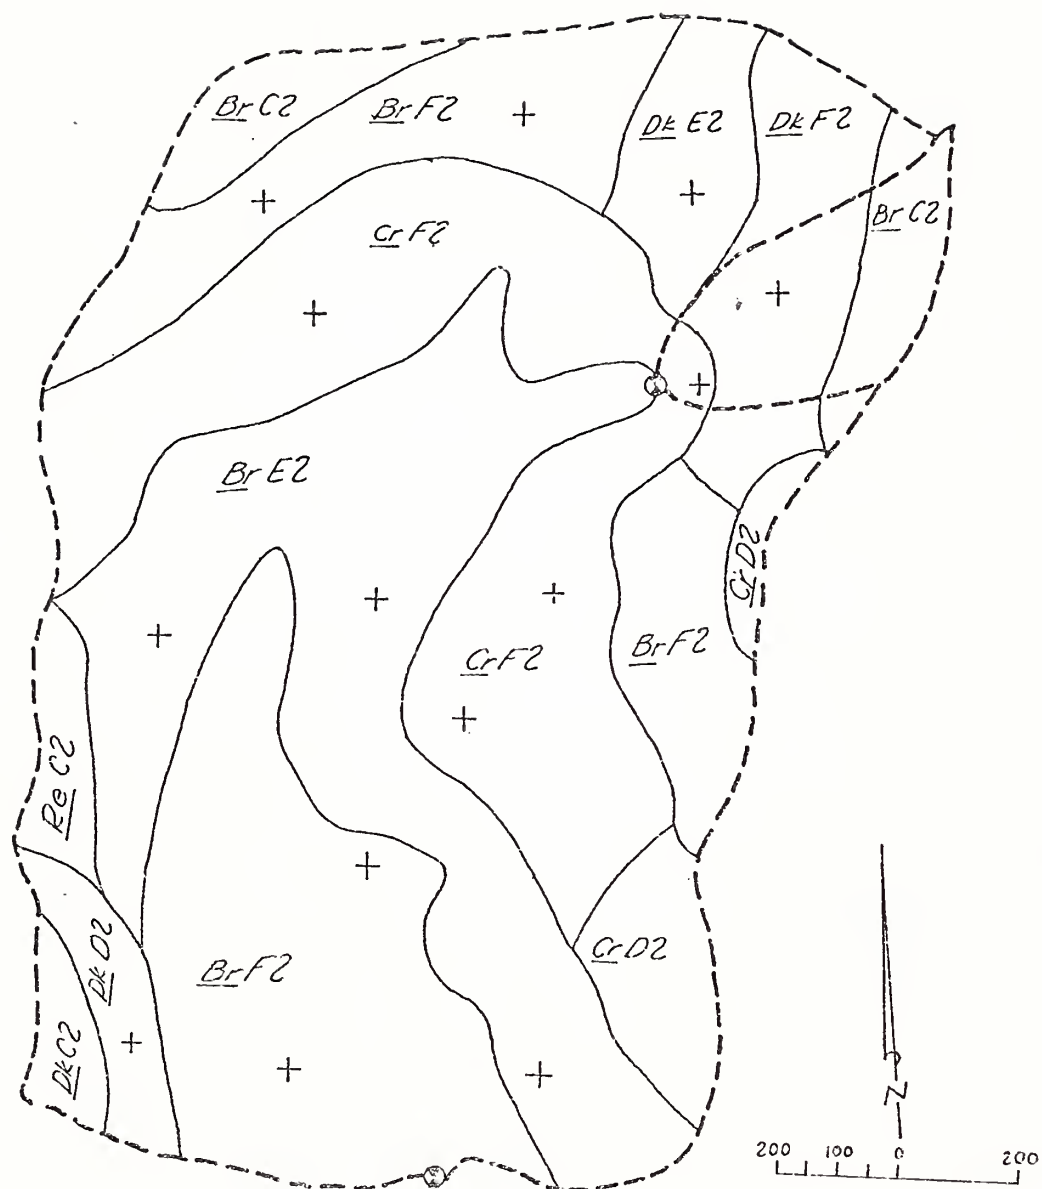 Br C2
Br F2
Dk E2
Dk F2
Br C2
Cr F2
Br E2
Cr D2
Cr F2
Br F2
Re C2
Dk D2
Br F2
Cr D2
Dk C2
N
200 100 0 200